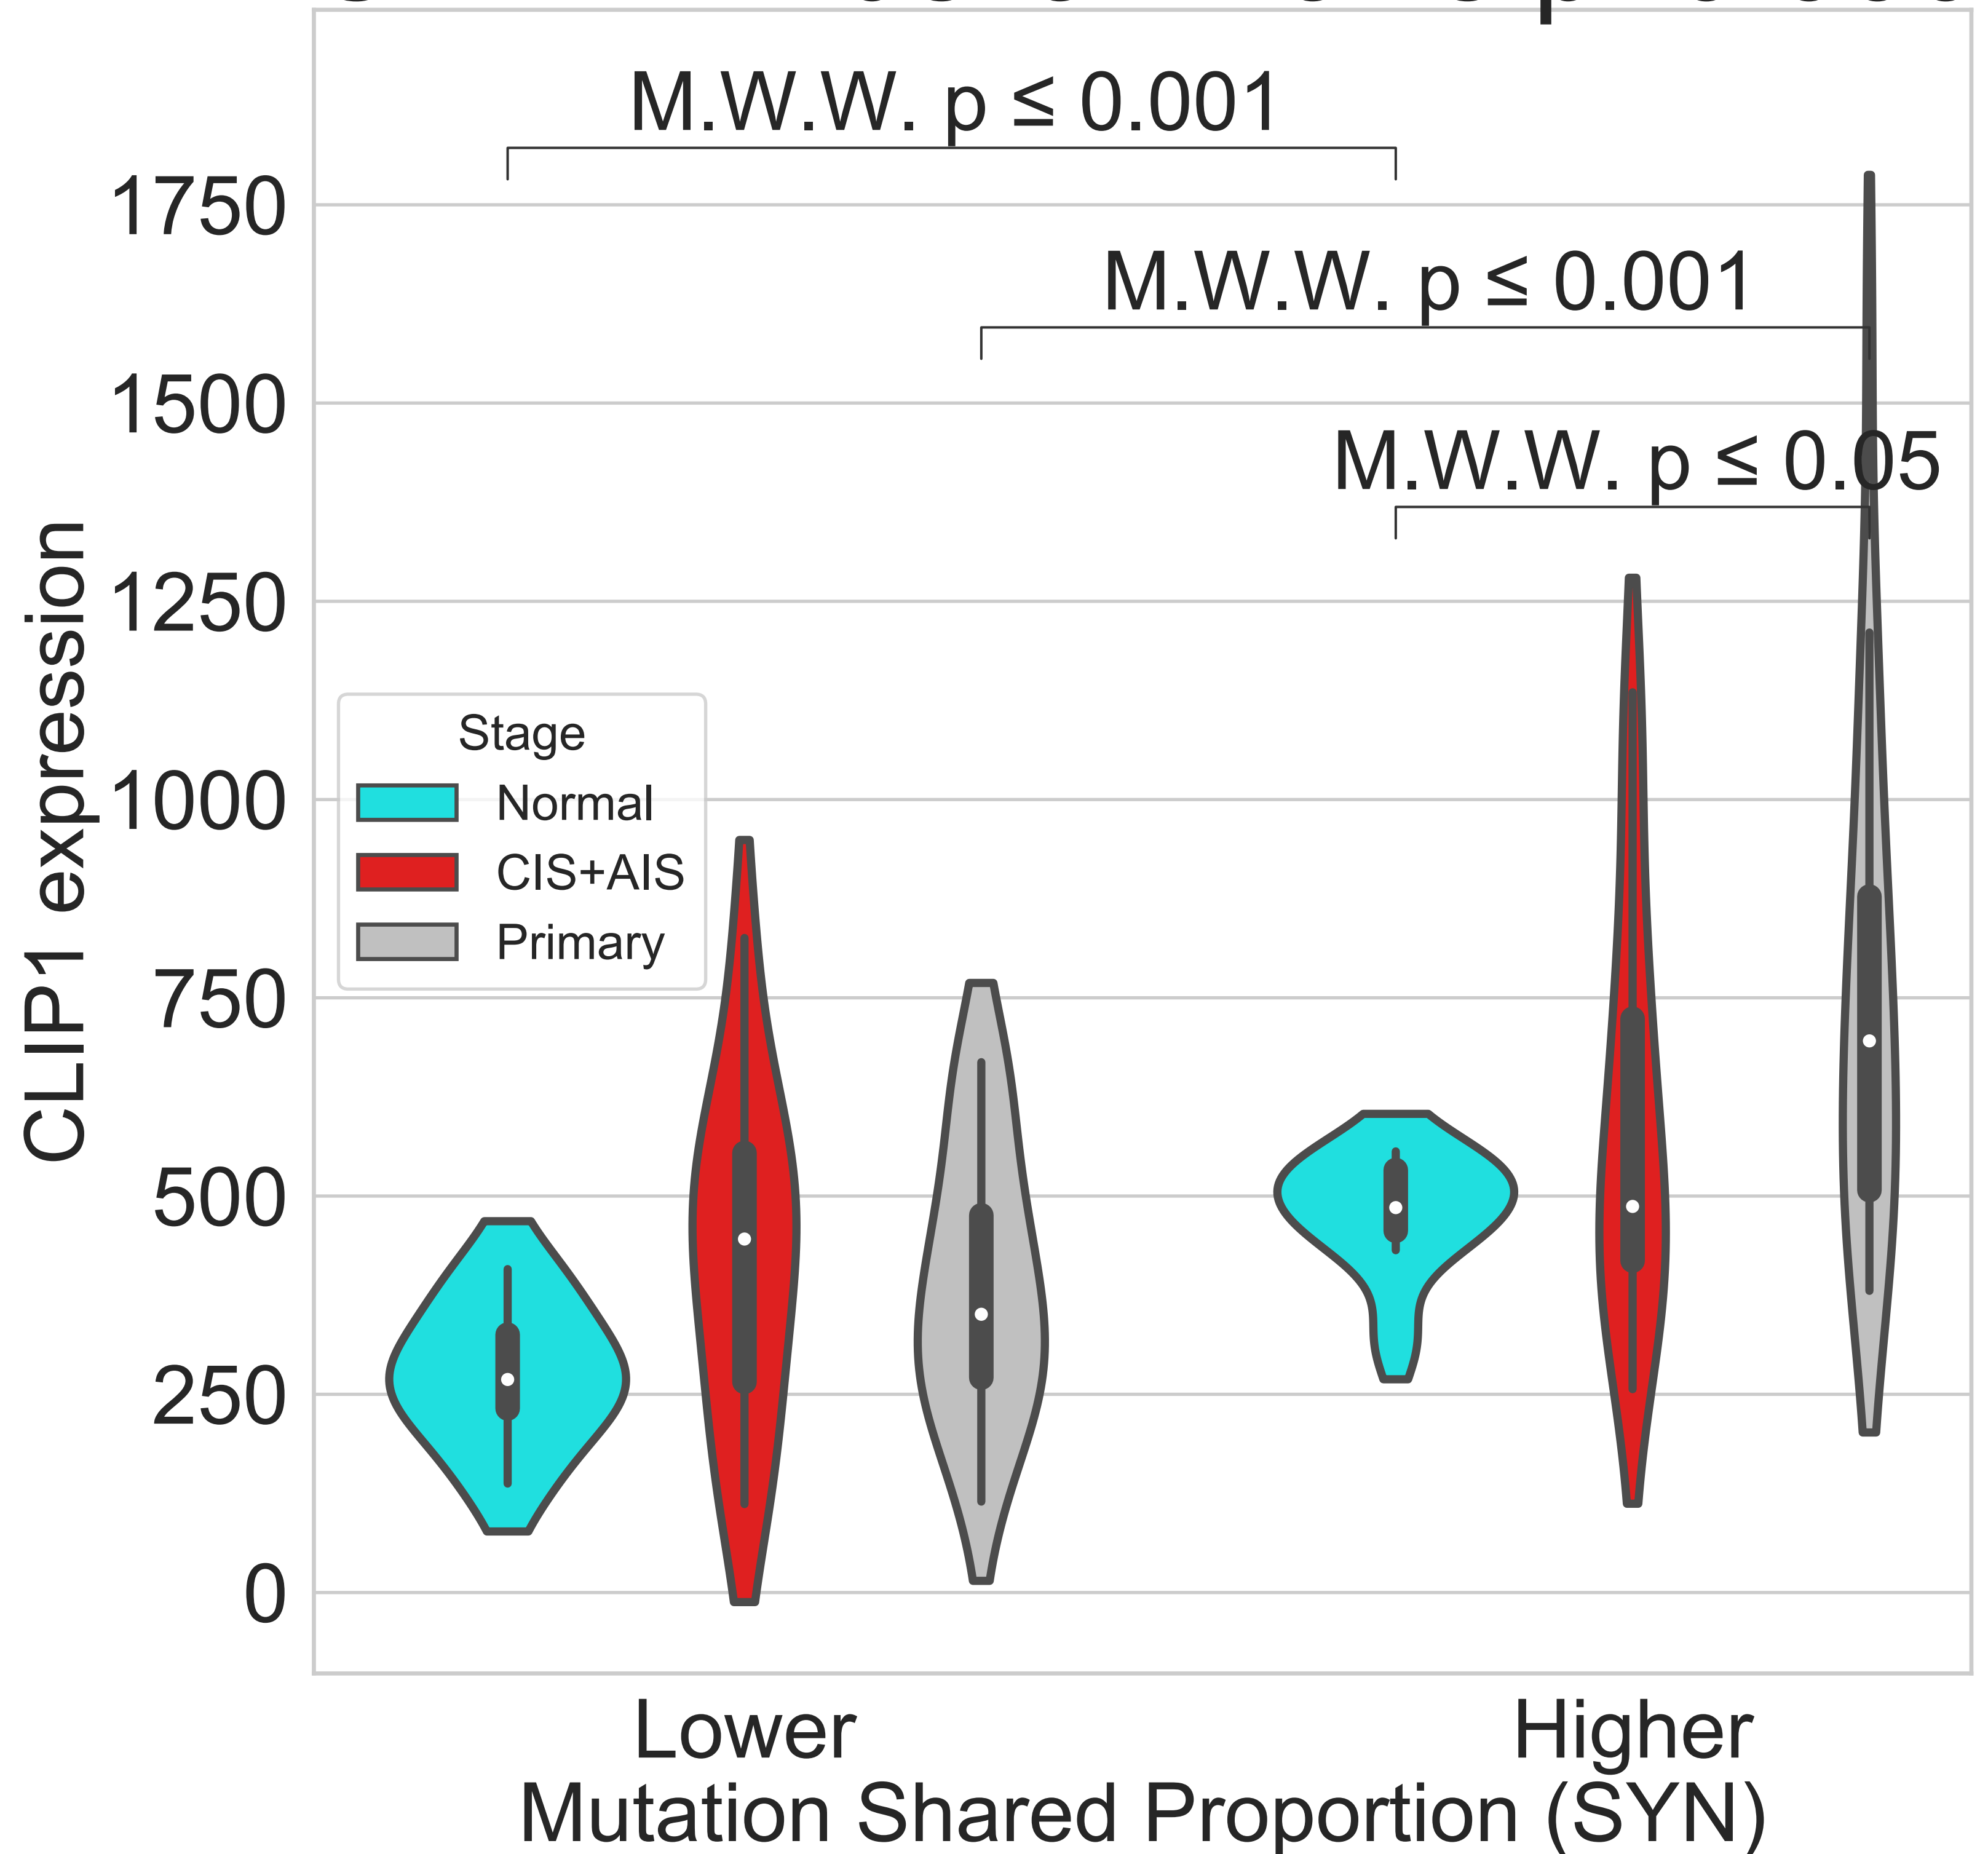 M.W.W. p ≤ 0.001
M.W.W. p ≤ 0.001
M.W.W. p ≤ 0.05
1750
1500
1250
1000
750
500
250
0
CLIP1 expression
Stage
Normal
CIS+AIS
Primary
Lower
Higher
Mutation Shared Proportion (SYN)